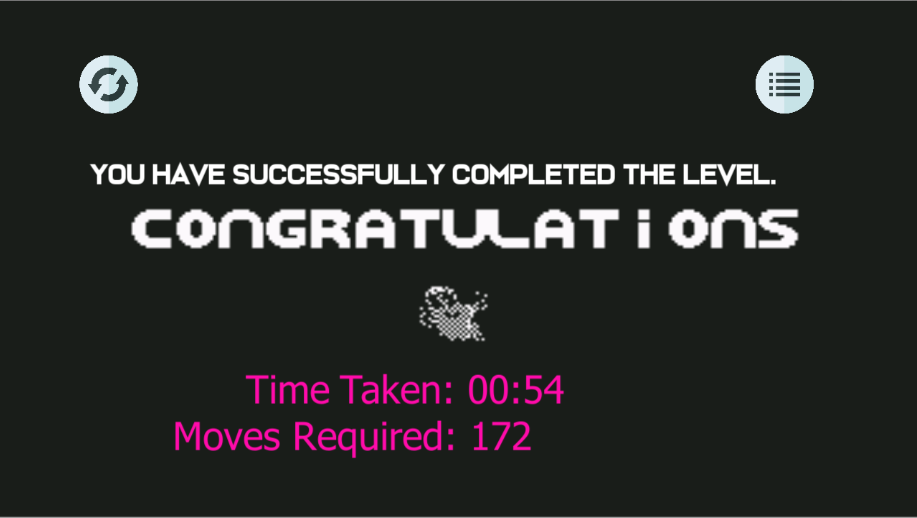 YOU HAVE SUCCESSFULLY COMPLETED THE LEVEL.
CONGRATULATiONS
Time Taken: 00:54
Moves Required: 172